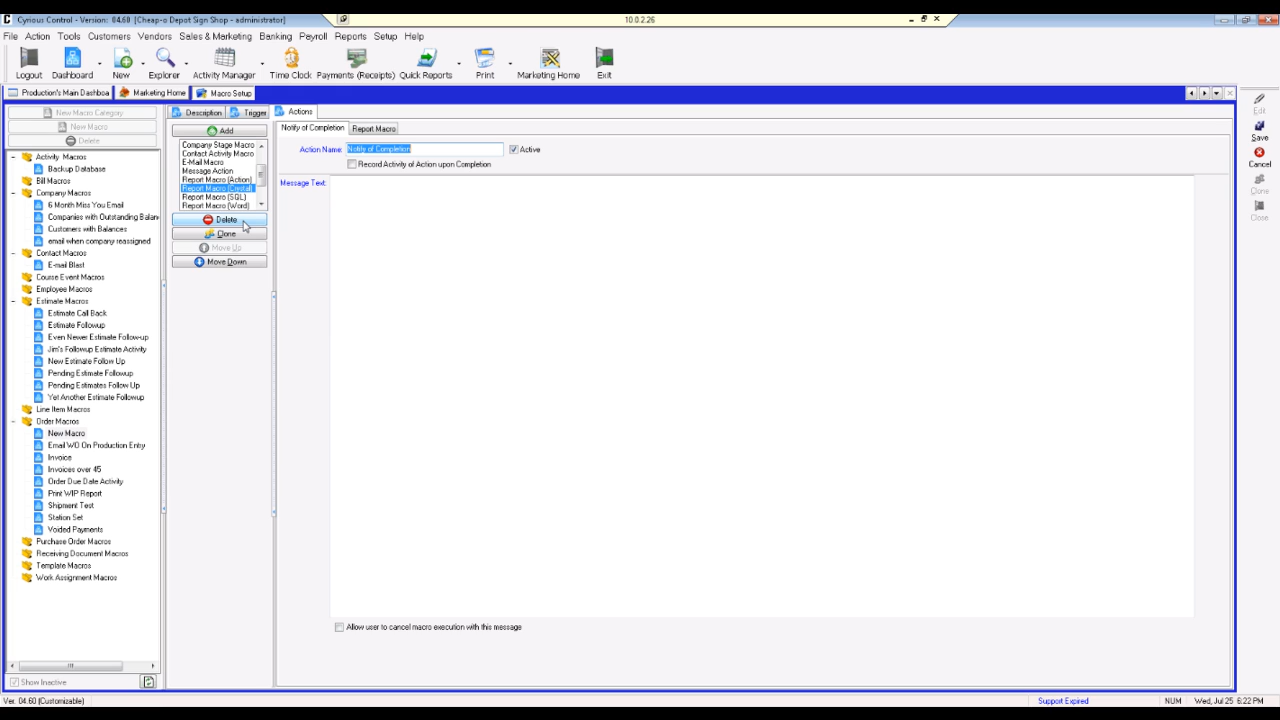 Cyrious Control - Version: 04.60 [Cheap-o Depot Sign Shop - administrator]
10.0.2.26
File Action Tools Customers Vendors Sales & Marketing Banking Payroll Reports Setup Help
Logout Dashboard New Explorer Activity Manager Time Clock Payments (Receipts) Quick Reports Print Marketing Home Exit
Production's Main Dashboa Marketing Home Macro Setup
New Macro Category
New Macro
Delete
Activity Macros
Backup Database
Bill Macros
Company Macros
6 Month Miss You Email
Companies with Outstanding Balan
Customers with Balances
email when company reassigned
Contact Macros
E-mail Blast
Course Event Macros
Employee Macros
Estimate Macros
Estimate Call Back
Estimate Followup
Even Newer Estimate Follow-up
Jim's Followup Estimate Activity
New Estimate Follow Up
Pending Estimate Followup
Pending Estimates Follow Up
Yet Another Estimate Followup
Line Item Macros
Order Macros
New Macro
Email WO On Production Entry
Invoice
Invoices over 45
Order Due Date Activity
Print WIP Report
Shipment Test
Station Set
Voided Payments
Purchase Order Macros
Receiving Document Macros
Template Macros
Work Assignment Macros
Show Inactive
Description Trigger Actions
Add
Company Stage Macro
Contact Activity Macro
E-Mail Macro
Message Action
Report Macro (Action)
Report Macro (Crystal)
Report Macro (SQL)
Report Macro (Word)
Delete
Clone
Move Up
Move Down
Notify of Completion Report Macro
Action Name: Notify of Completion Active
Record Activity of Action upon Completion
Message Text:
Allow user to cancel macro execution with this message
Edit
Save
Cancel
Clone
Close
Ver. 04.60 (Customizable) Support Expired NUM Wed, Jul 25 6:22 PM